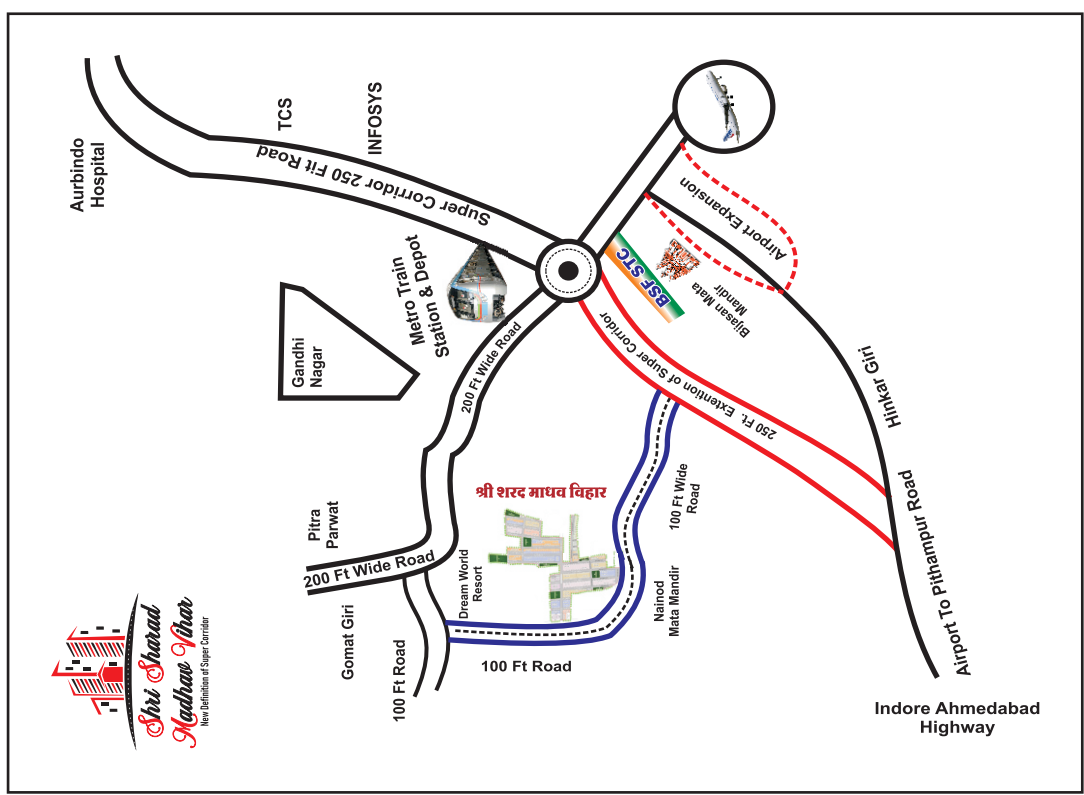 Aurbindo
Hospital
TCS
INFOSYS
Super Corridor 250 Fit Road
Metro Train
Station & Depot
Gandhi
Nagar
200 Ft Wide Road
Airport Expansion
BSF STC
Bijasan Mata
Mandir
250 Ft. Extention of Super Corridor
Hinkar Giri
Airport To Pithampur Road
Indore Ahmedabad
Highway
श्री शरद माधव विहार
100 Ft Wide
Road
Pitra
Parwat
200 Ft Wide Road
Dream World
Resort
Nainod
Mata Mandir
Gomat Giri
100 Ft Road
100 Ft Road
Shri Sharad
Madhav Vihar
New Definition of Super Corridor